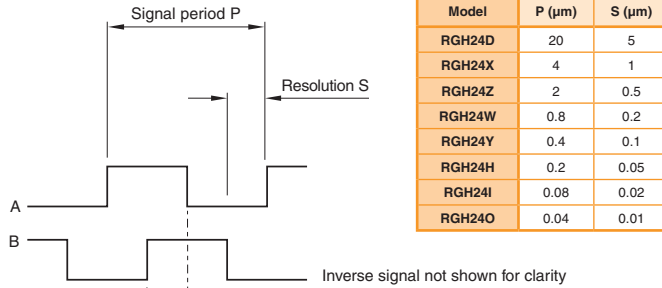 Signal period P
Resolution S
A
B
Inverse signal not shown for clarity
Model P (µm) S (µm)
RGH24D 20 5
RGH24X 4 1
RGH24Z 2 0.5
RGH24W 0.8 0.2
RGH24Y 0.4 0.1
RGH24H 0.2 0.05
RGH24I 0.08 0.02
RGH24O 0.04 0.01